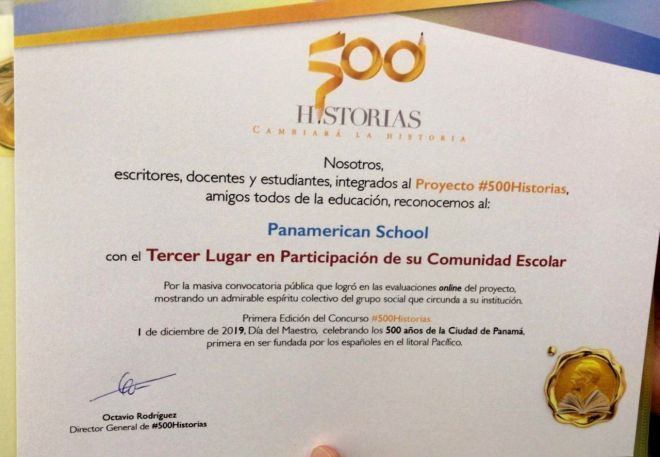 500
HISTORIAS
CAMBIARÁ LA HISTORIA
Nosotros,
escritores, docentes y estudiantes, integrados al Proyecto #500Historias,
amigos todos de la educación, reconocemos al:
Panamerican School
con el Tercer Lugar en Participación de su Comunidad Escolar
Por la masiva convocatoria pública que logró en las evaluaciones online del proyecto,
mostrando un admirable espíritu colectivo del grupo social que circunda a su institución.
Primera Edición del Concurso #500Historias.
1 de diciembre de 2019, Día del Maestro, celebrando los 500 años de la Ciudad de Panamá,
primera en ser fundada por los españoles en el litoral Pacífico.
Octavio Rodríguez
Director General de #500Historias